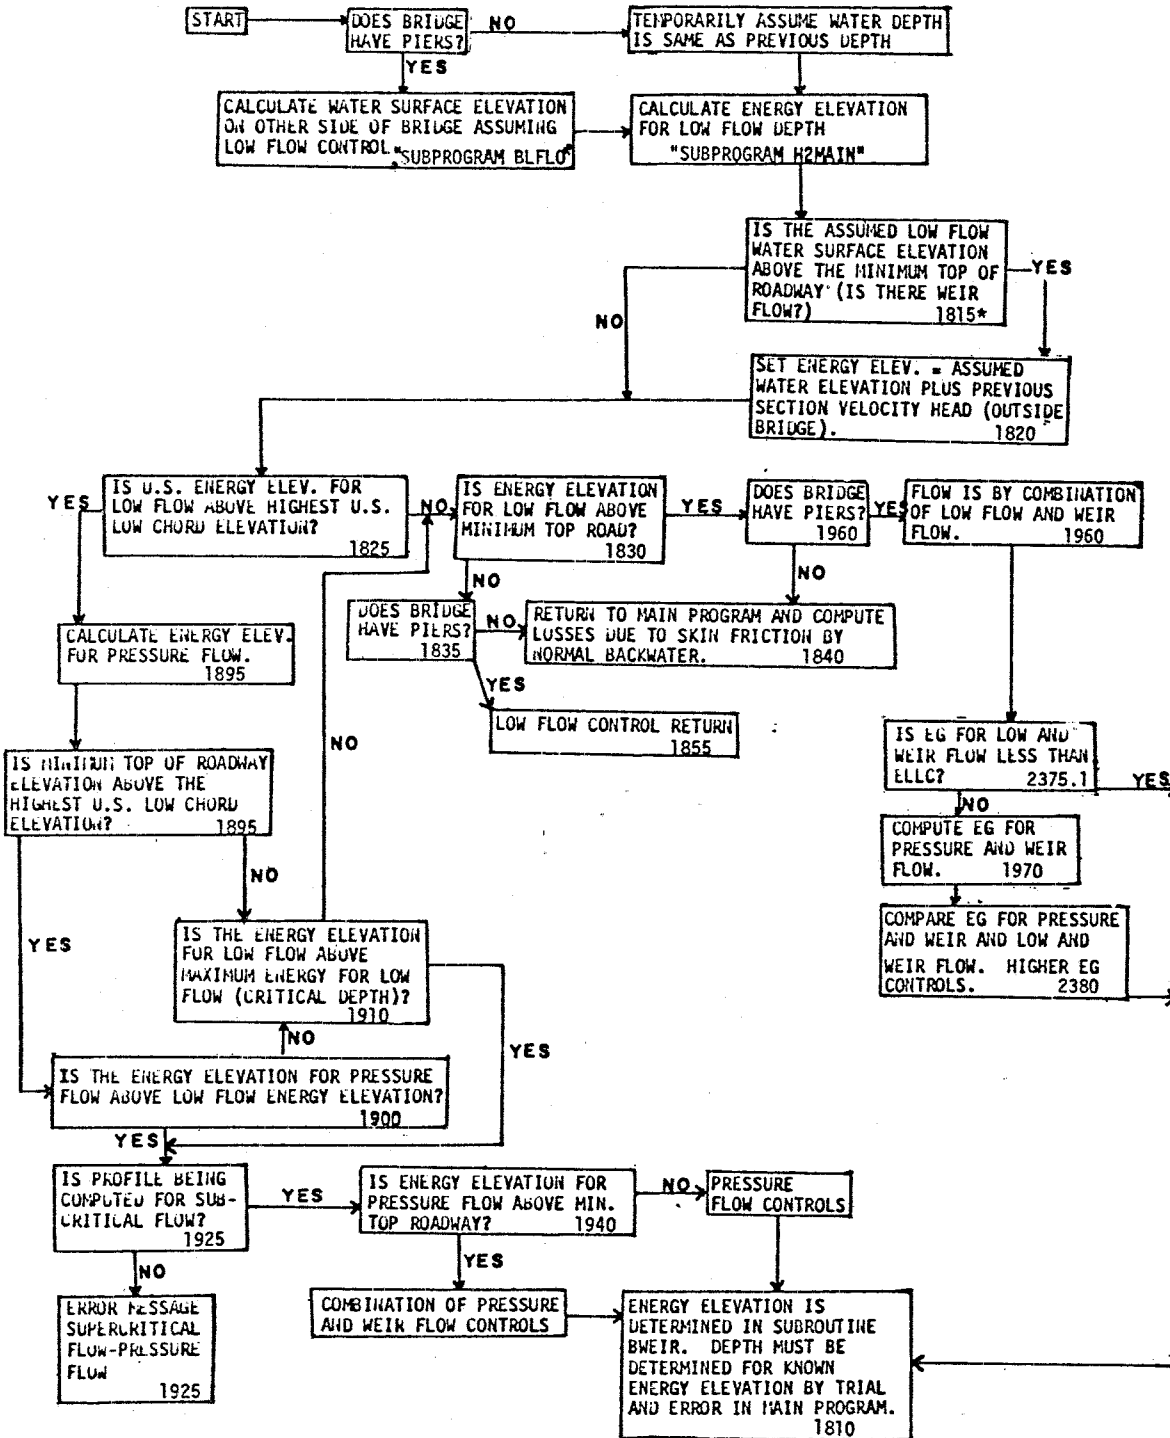 START
DOES BRIDGE
HAVE PIERS?
NO
TEMPORARILY ASSUME WATER DEPTH
IS SAME AS PREVIOUS DEPTH
YES
CALCULATE WATER SURFACE ELEVATION
ON OTHER SIDE OF BRIDGE ASSUMING
LOW FLOW CONTROL "SUBPROGRAM BLFLO"
CALCULATE ENERGY ELEVATION
FOR LOW FLOW DEPTH
"SUBPROGRAM H2MAIN"
IS THE ASSUMED LOW FLOW
WATER SURFACE ELEVATION
ABOVE THE MINIMUM TOP OF
ROADWAY (IS THERE WEIR
FLOW?) 1815*
YES
NO
SET ENERGY ELEV. = ASSUMED
WATER ELEVATION PLUS PREVIOUS
SECTION VELOCITY HEAD (OUTSIDE
BRIDGE). 1820
YES
IS U.S. ENERGY ELEV. FOR
LOW FLOW ABOVE HIGHEST U.S.
LOW CHORD ELEVATION?
1825
NO
IS ENERGY ELEVATION
FOR LOW FLOW ABOVE
MINIMUM TOP ROAD?
1830
YES
DOES BRIDGE
HAVE PIERS?
1960
YES
FLOW IS BY COMBINATION
OF LOW FLOW AND WEIR
FLOW. 1960
NO
NO
DOES BRIDGE
HAVE PIERS?
1835
NO
RETURN TO MAIN PROGRAM AND COMPUTE
LOSSES DUE TO SKIN FRICTION BY
NORMAL BACKWATER. 1840
CALCULATE ENERGY ELEV.
FOR PRESSURE FLOW.
1895
YES
LOW FLOW CONTROL RETURN
1855
NO
IS MINIMUM TOP OF ROADWAY
ELEVATION ABOVE THE
HIGHEST U.S. LOW CHORD
ELEVATION? 1895
IS EG FOR LOW AND
WEIR FLOW LESS THAN
ELLC? 2375.1
YES
NO
COMPUTE EG FOR
PRESSURE AND WEIR
FLOW. 1970
NO
YES
IS THE ENERGY ELEVATION
FOR LOW FLOW ABOVE
MAXIMUM ENERGY FOR LOW
FLOW (CRITICAL DEPTH)?
1910
COMPARE EG FOR PRESSURE
AND WEIR AND LOW AND
WEIR FLOW. HIGHER EG
CONTROLS. 2380
NO
YES
IS THE ENERGY ELEVATION FOR PRESSURE
FLOW ABOVE LOW FLOW ENERGY ELEVATION?
1900
YES
IS PROFILE BEING
COMPUTED FOR SUB-
CRITICAL FLOW?
1925
YES
IS ENERGY ELEVATION FOR
PRESSURE FLOW ABOVE MIN.
TOP ROADWAY? 1940
NO
PRESSURE
FLOW CONTROLS
NO
YES
ERROR MESSAGE
SUPERCRITICAL
FLOW-PRESSURE
FLOW
1925
COMBINATION OF PRESSURE
AND WEIR FLOW CONTROLS
ENERGY ELEVATION IS
DETERMINED IN SUBROUTINE
BWEIR. DEPTH MUST BE
DETERMINED FOR KNOWN
ENERGY ELEVATION BY TRIAL
AND ERROR IN MAIN PROGRAM.
1810